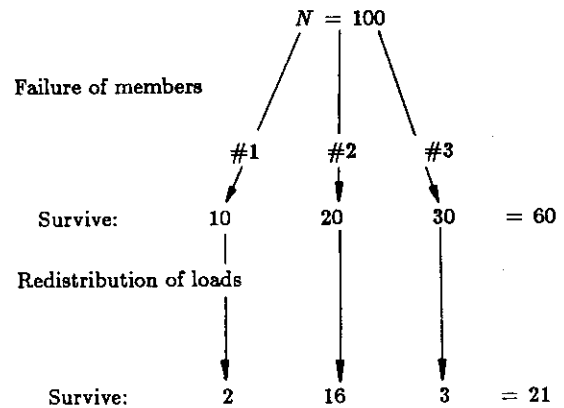 N = 100
Failure of members
#1 #2 #3
Survive: 10 20 30 = 60
Redistribution of loads
Survive: 2 16 3 = 21